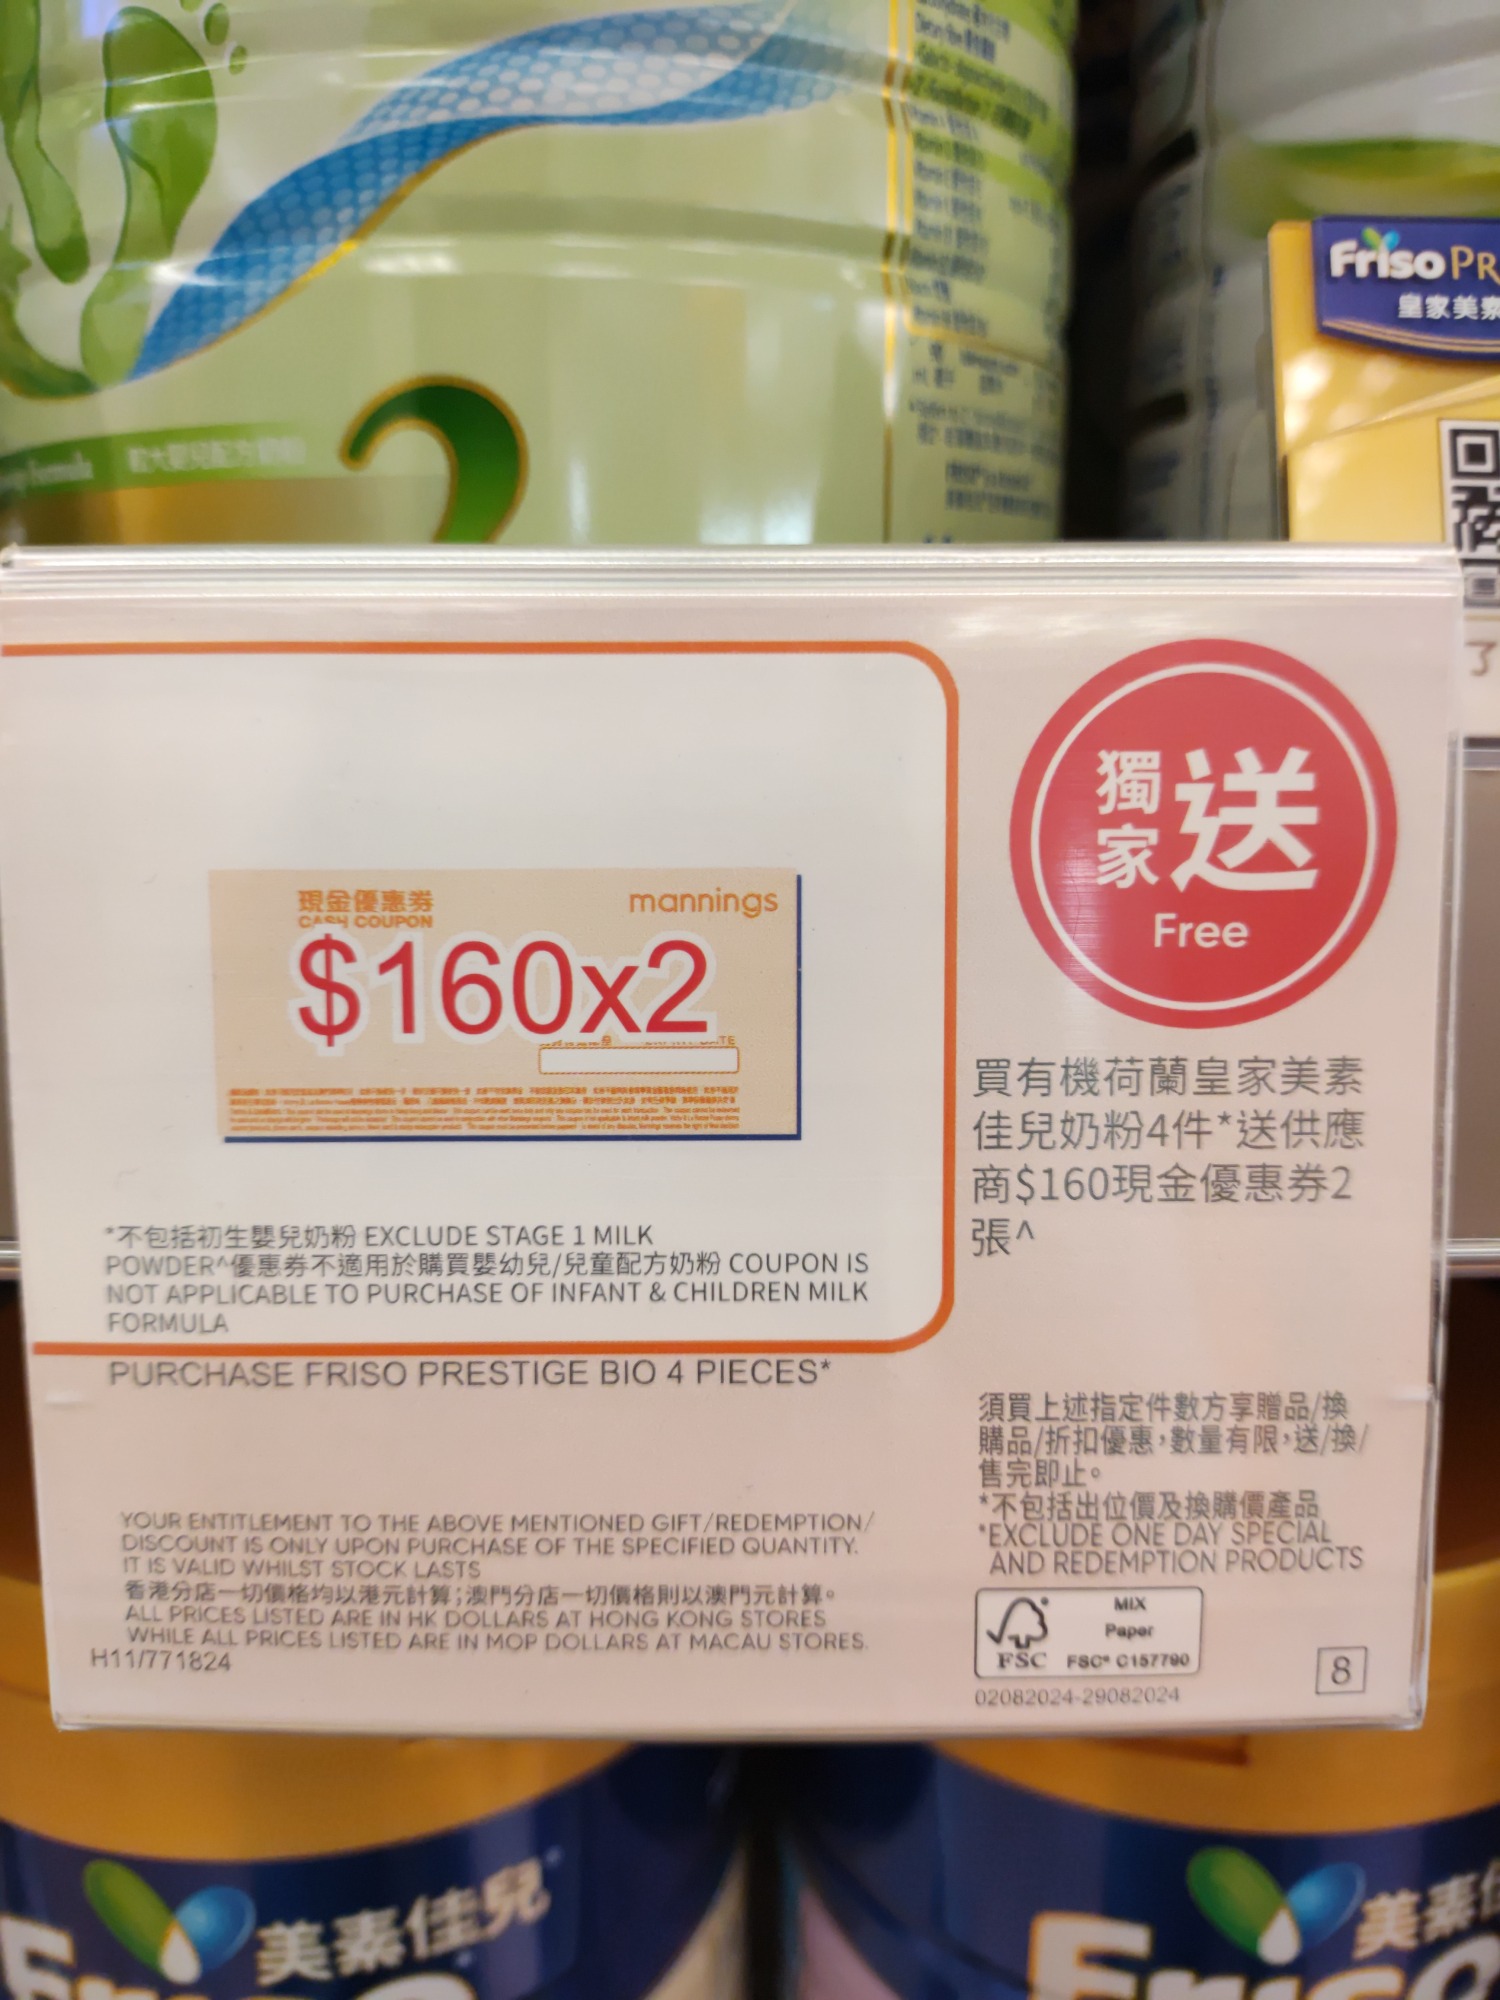 2
Friso PR
皇家美素
3
獨家送
Free
現金優惠券
CASH COUPON
mannings
$160x2
買有機荷蘭皇家美素
佳兒奶粉4件*送供應
商$160現金優惠券2
張^
*不包括初生嬰兒奶粉 EXCLUDE STAGE 1 MILK
POWDER^優惠券不適用於購買嬰幼兒/兒童配方奶粉 COUPON IS
NOT APPLICABLE TO PURCHASE OF INFANT & CHILDREN MILK
FORMULA
PURCHASE FRISO PRESTIGE BIO 4 PIECES*
須買上述指定件數方享贈品/換
購品/折扣優惠,數量有限,送/換/
售完即止。
*不包括出位價及換購價產品
*EXCLUDE ONE DAY SPECIAL
AND REDEMPTION PRODUCTS
YOUR ENTITLEMENT TO THE ABOVE MENTIONED GIFT/REDEMPTION/
DISCOUNT IS ONLY UPON PURCHASE OF THE SPECIFIED QUANTITY.
IT IS VALID WHILST STOCK LASTS
香港分店一切價格均以港元計算;澳門分店一切價格則以澳門元計算。
ALL PRICES LISTED ARE IN HK DOLLARS AT HONG KONG STORES
WHILE ALL PRICES LISTED ARE IN MOP DOLLARS AT MACAU STORES.
H11/771824
FSC
MIX
Paper
FSC® C157790
02082024-29082024
8
美素佳兒
Friso
美素佳
Friso